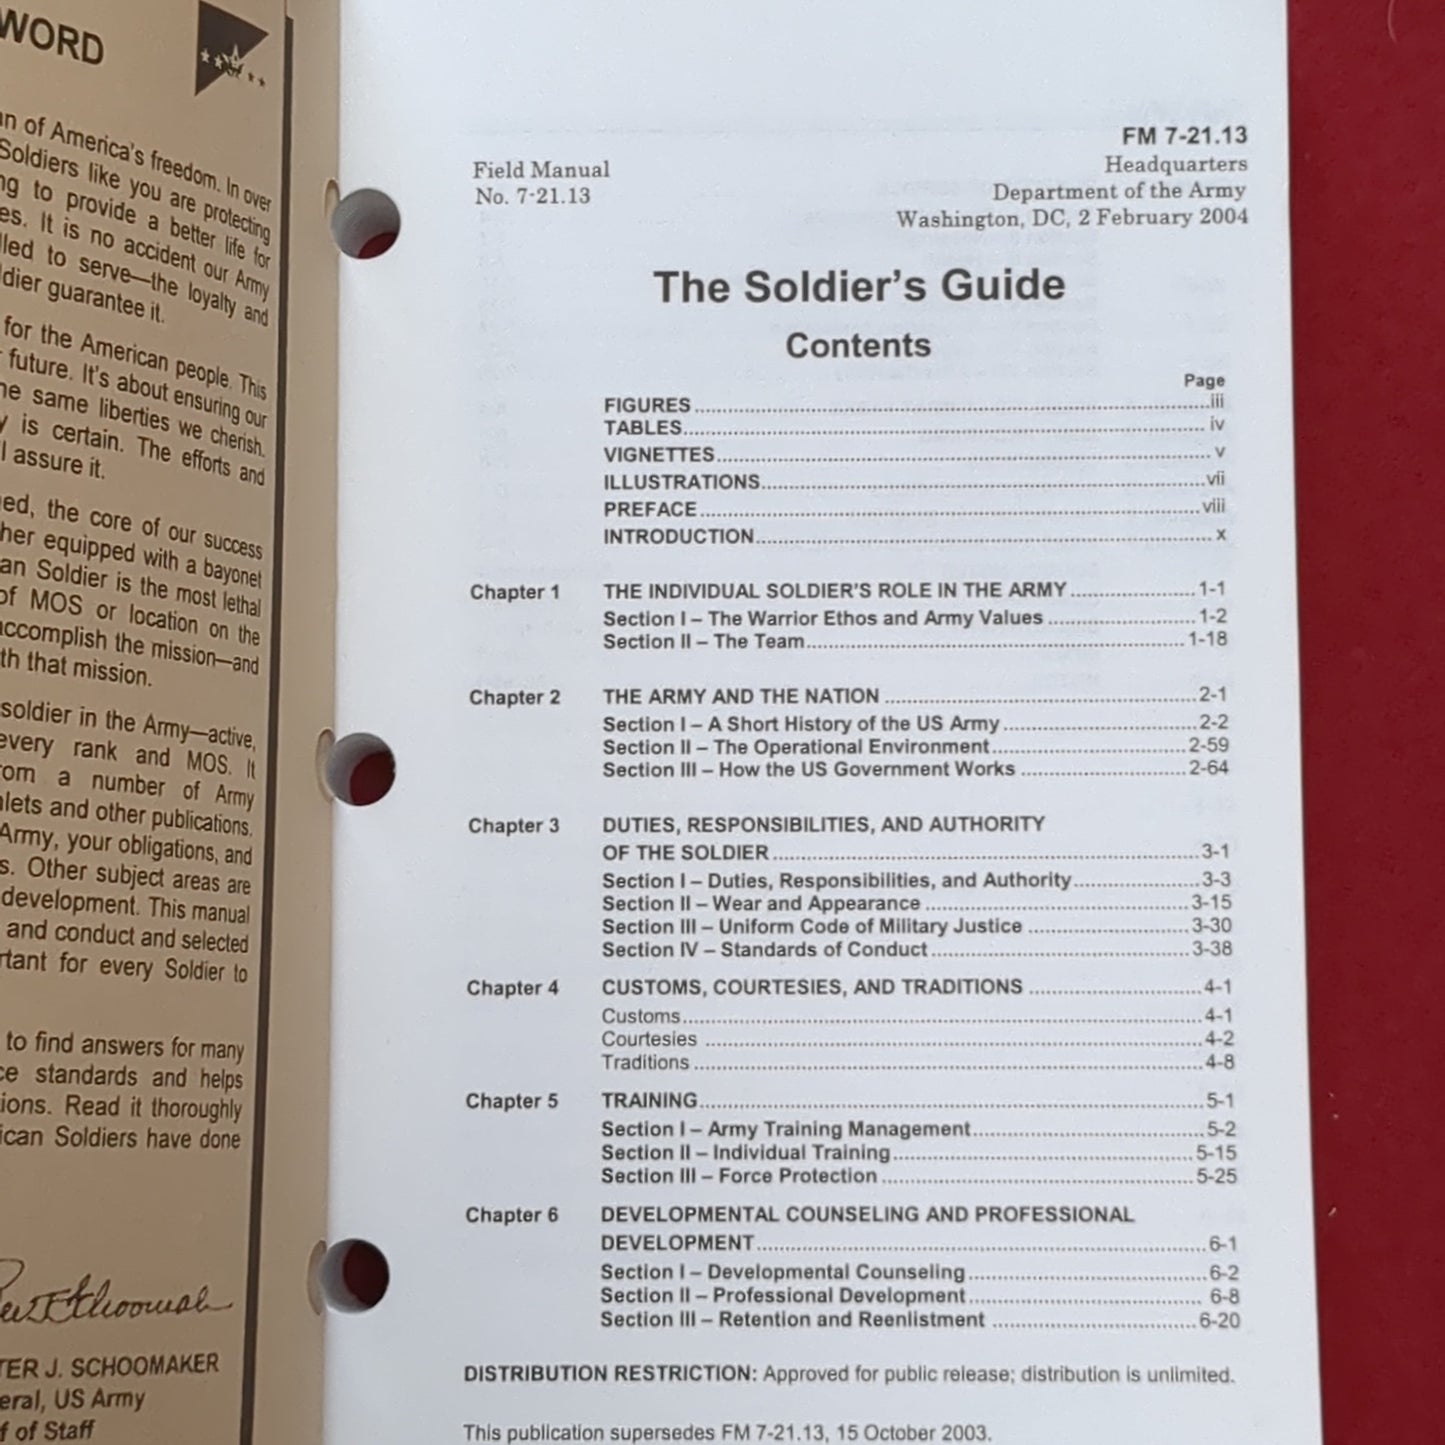 of America's freedom. In over
Soldiers like you are protecting
to provide a better life for
It is no accident our Army
to serve—the loyalty and
guarantee it.
for the American people. This
future. It's about ensuring our
same liberties we cherish.
is certain. The efforts and
assure it.
the core of our success
equipped with a bayonet
Soldier is the most lethal
of MOS or location on the
accomplish the mission—and
that mission.
soldier in the Army—active,
every rank and MOS. It
a number of Army
and other publications.
Army, your obligations, and
Other subject areas are
development. This manual
and conduct and selected
for every Soldier to
to find answers for many
standards and helps
Read it thoroughly
Soldiers have done
J. SCHOOMAKER
US Army
of Staff
FM 7-21.13
Field Manual Headquarters
No. 7-21.13 Department of the Army
Washington, DC, 2 February 2004
The Soldier's Guide
Contents
Page
FIGURES iii
TABLES iv
VIGNETTES v
ILLUSTRATIONS vii
PREFACE viii
INTRODUCTION x
Chapter 1 THE INDIVIDUAL SOLDIER'S ROLE IN THE ARMY 1-1
Section I – The Warrior Ethos and Army Values 1-2
Section II – The Team 1-18
Chapter 2 THE ARMY AND THE NATION 2-1
Section I – A Short History of the US Army 2-2
Section II – The Operational Environment 2-59
Section III – How the US Government Works 2-64
Chapter 3 DUTIES, RESPONSIBILITIES, AND AUTHORITY
OF THE SOLDIER 3-1
Section I – Duties, Responsibilities, and Authority 3-3
Section II – Wear and Appearance 3-15
Section III – Uniform Code of Military Justice 3-30
Section IV – Standards of Conduct 3-38
Chapter 4 CUSTOMS, COURTESIES, AND TRADITIONS 4-1
Customs 4-1
Courtesies 4-2
Traditions 4-8
Chapter 5 TRAINING 5-1
Section I – Army Training Management 5-2
Section II – Individual Training 5-15
Section III – Force Protection 5-25
Chapter 6 DEVELOPMENTAL COUNSELING AND PROFESSIONAL
DEVELOPMENT 6-1
Section I – Developmental Counseling 6-2
Section II – Professional Development 6-8
Section III – Retention and Reenlistment 6-20
DISTRIBUTION RESTRICTION: Approved for public release; distribution is unlimited.
This publication supersedes FM 7-21.13, 15 October 2003.